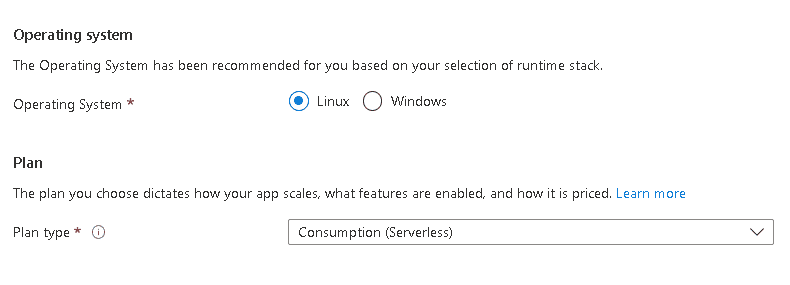 Operating system
The Operating System has been recommended for you based on your selection of runtime stack.
Operating System * Linux Windows
Plan
The plan you choose dictates how your app scales, what features are enabled, and how it is priced. Learn more
Plan type * Consumption (Serverless)